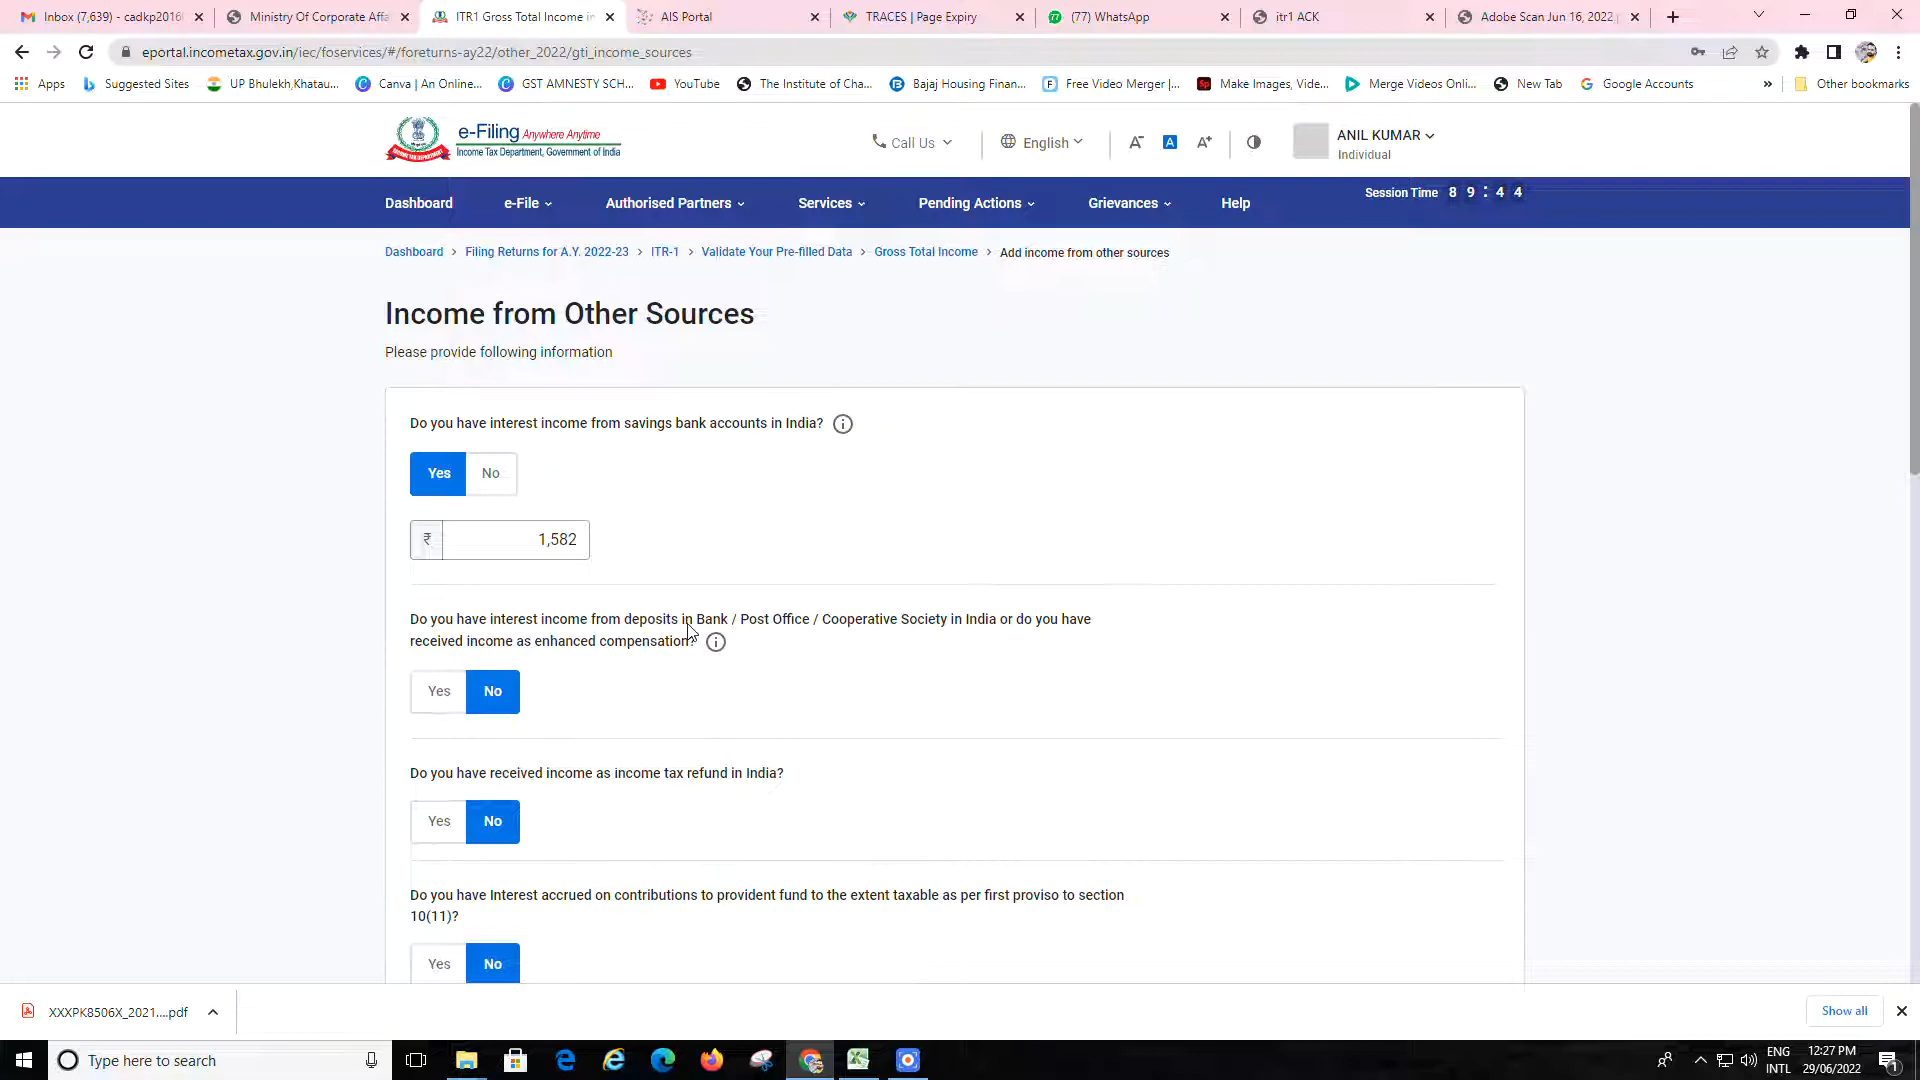 Inbox (7,639) - cadkp2016
Ministry Of Corporate Affa
ITR1 Gross Total Income in
AIS Portal
TRACES | Page Expiry
(77) WhatsApp
itr1 ACK
Adobe Scan Jun 16, 2022
eportal.incometax.gov.in/iec/foservices/#/foreturns-ay22/other_2022/gti_income_sources
Apps
Suggested Sites
UP Bhulekh,Khatau...
Canva | An Online...
GST AMNESTY SCH...
YouTube
The Institute of Cha...
Bajaj Housing Finan...
Free Video Merger |...
Make Images, Vide...
Merge Videos Onli...
New Tab
Google Accounts
»
Other bookmarks
e-Filing Anywhere Anytime
Income Tax Department, Government of India
Call Us
English
A-
A
A+
ANIL KUMAR
Individual
Dashboard
e-File
Authorised Partners
Services
Pending Actions
Grievances
Help
Session Time 8 9 : 4 4
Dashboard > Filing Returns for A.Y. 2022-23 > ITR-1 > Validate Your Pre-filled Data > Gross Total Income > Add income from other sources
Income from Other Sources
Please provide following information
Do you have interest income from savings bank accounts in India?
Yes No
₹ 1,582
Do you have interest income from deposits in Bank / Post Office / Cooperative Society in India or do you have
received income as enhanced compensation?
Yes No
Do you have received income as income tax refund in India?
Yes No
Do you have Interest accrued on contributions to provident fund to the extent taxable as per first proviso to section
10(11)?
Yes No
XXXPK8506X_2021....pdf
Show all
Type here to search
ENG
INTL
12:27 PM
29/06/2022
1